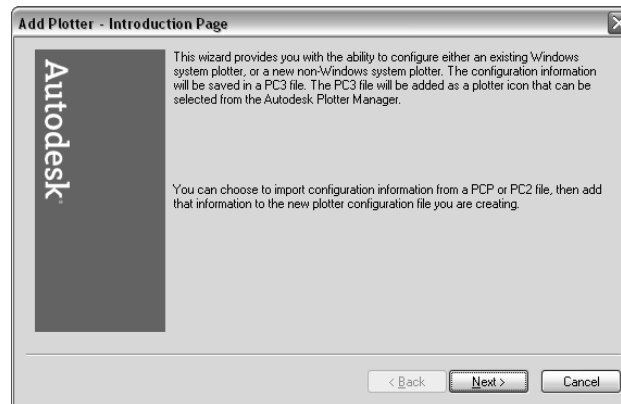 Add Plotter - Introduction Page
Autodesk
This wizard provides you with the ability to configure either an existing Windows
system plotter, or a new non-Windows system plotter. The configuration information
will be saved in a PC3 file. The PC3 file will be added as a plotter icon that can be
selected from the Autodesk Plotter Manager.
You can choose to import configuration information from a PCP or PC2 file, then add
that information to the new plotter configuration file you are creating.
< Back
Next >
Cancel